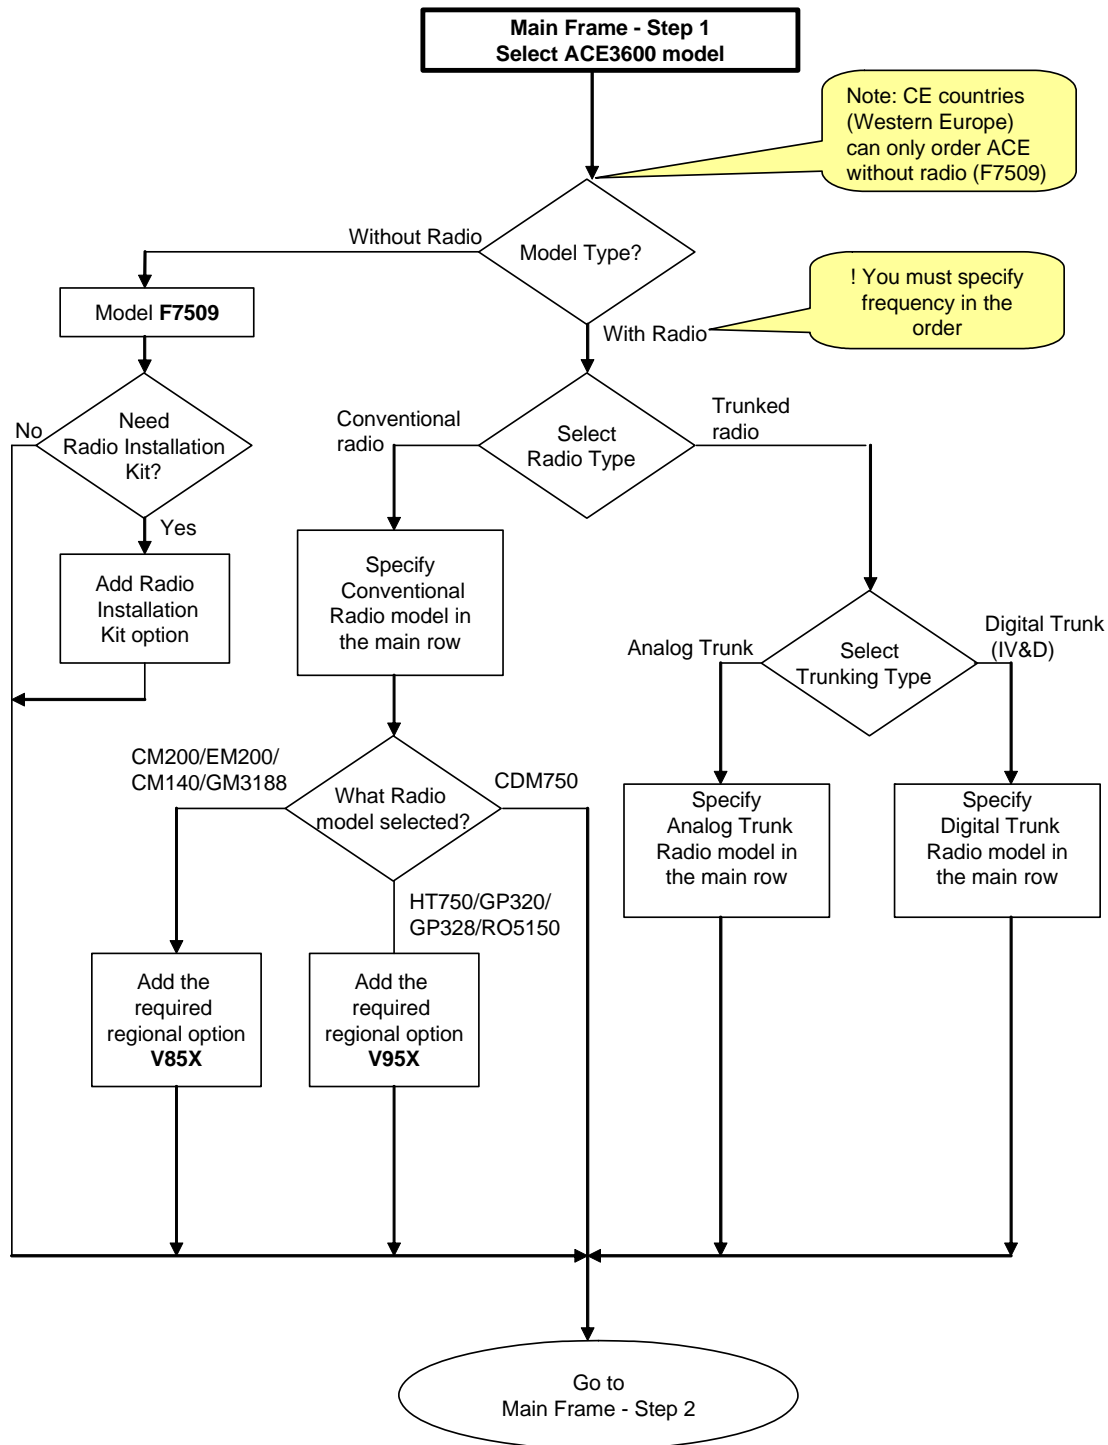 Main Frame - Step 1
Select ACE3600 model
Note: CE countries
(Western Europe)
can only order ACE
without radio (F7509)
Without Radio
Model Type?
Model F7509
! You must specify
frequency in the
order
With Radio
No
Need
Radio Installation
Kit?
Conventional
radio
Select
Radio Type
Trunked
radio
Yes
Add Radio
Installation
Kit option
Specify
Conventional
Radio model in
the main row
Analog Trunk
Select
Trunking Type
Digital Trunk
(IV&D)
CM200/EM200/
CM140/GM3188
What Radio
model selected?
CDM750
Specify
Analog Trunk
Radio model in
the main row
Specify
Digital Trunk
Radio model in
the main row
HT750/GP320/
GP328/RO5150
Add the
required
regional option
V85X
Add the
required
regional option
V95X
Go to
Main Frame - Step 2